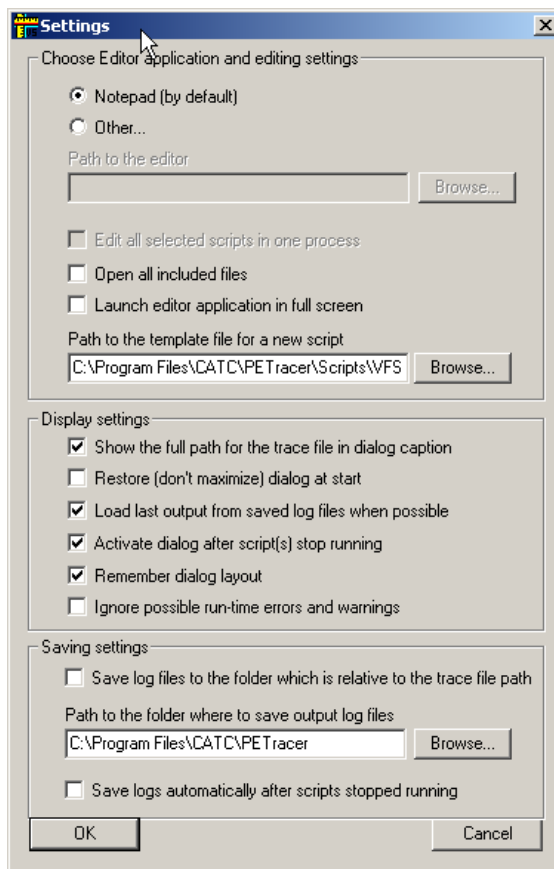 Settings
Choose Editor application and editing settings
Notepad (by default)
Other...
Path to the editor
Browse...
Edit all selected scripts in one process
Open all included files
Launch editor application in full screen
Path to the template file for a new script
C:\Program Files\CATC\PETracer\Scripts\VFS
Browse...
Display settings
Show the full path for the trace file in dialog caption
Restore (don't maximize) dialog at start
Load last output from saved log files when possible
Activate dialog after script(s) stop running
Remember dialog layout
Ignore possible run-time errors and warnings
Saving settings
Save log files to the folder which is relative to the trace file path
Path to the folder where to save output log files
C:\Program Files\CATC\PETracer
Browse...
Save logs automatically after scripts stopped running
OK
Cancel